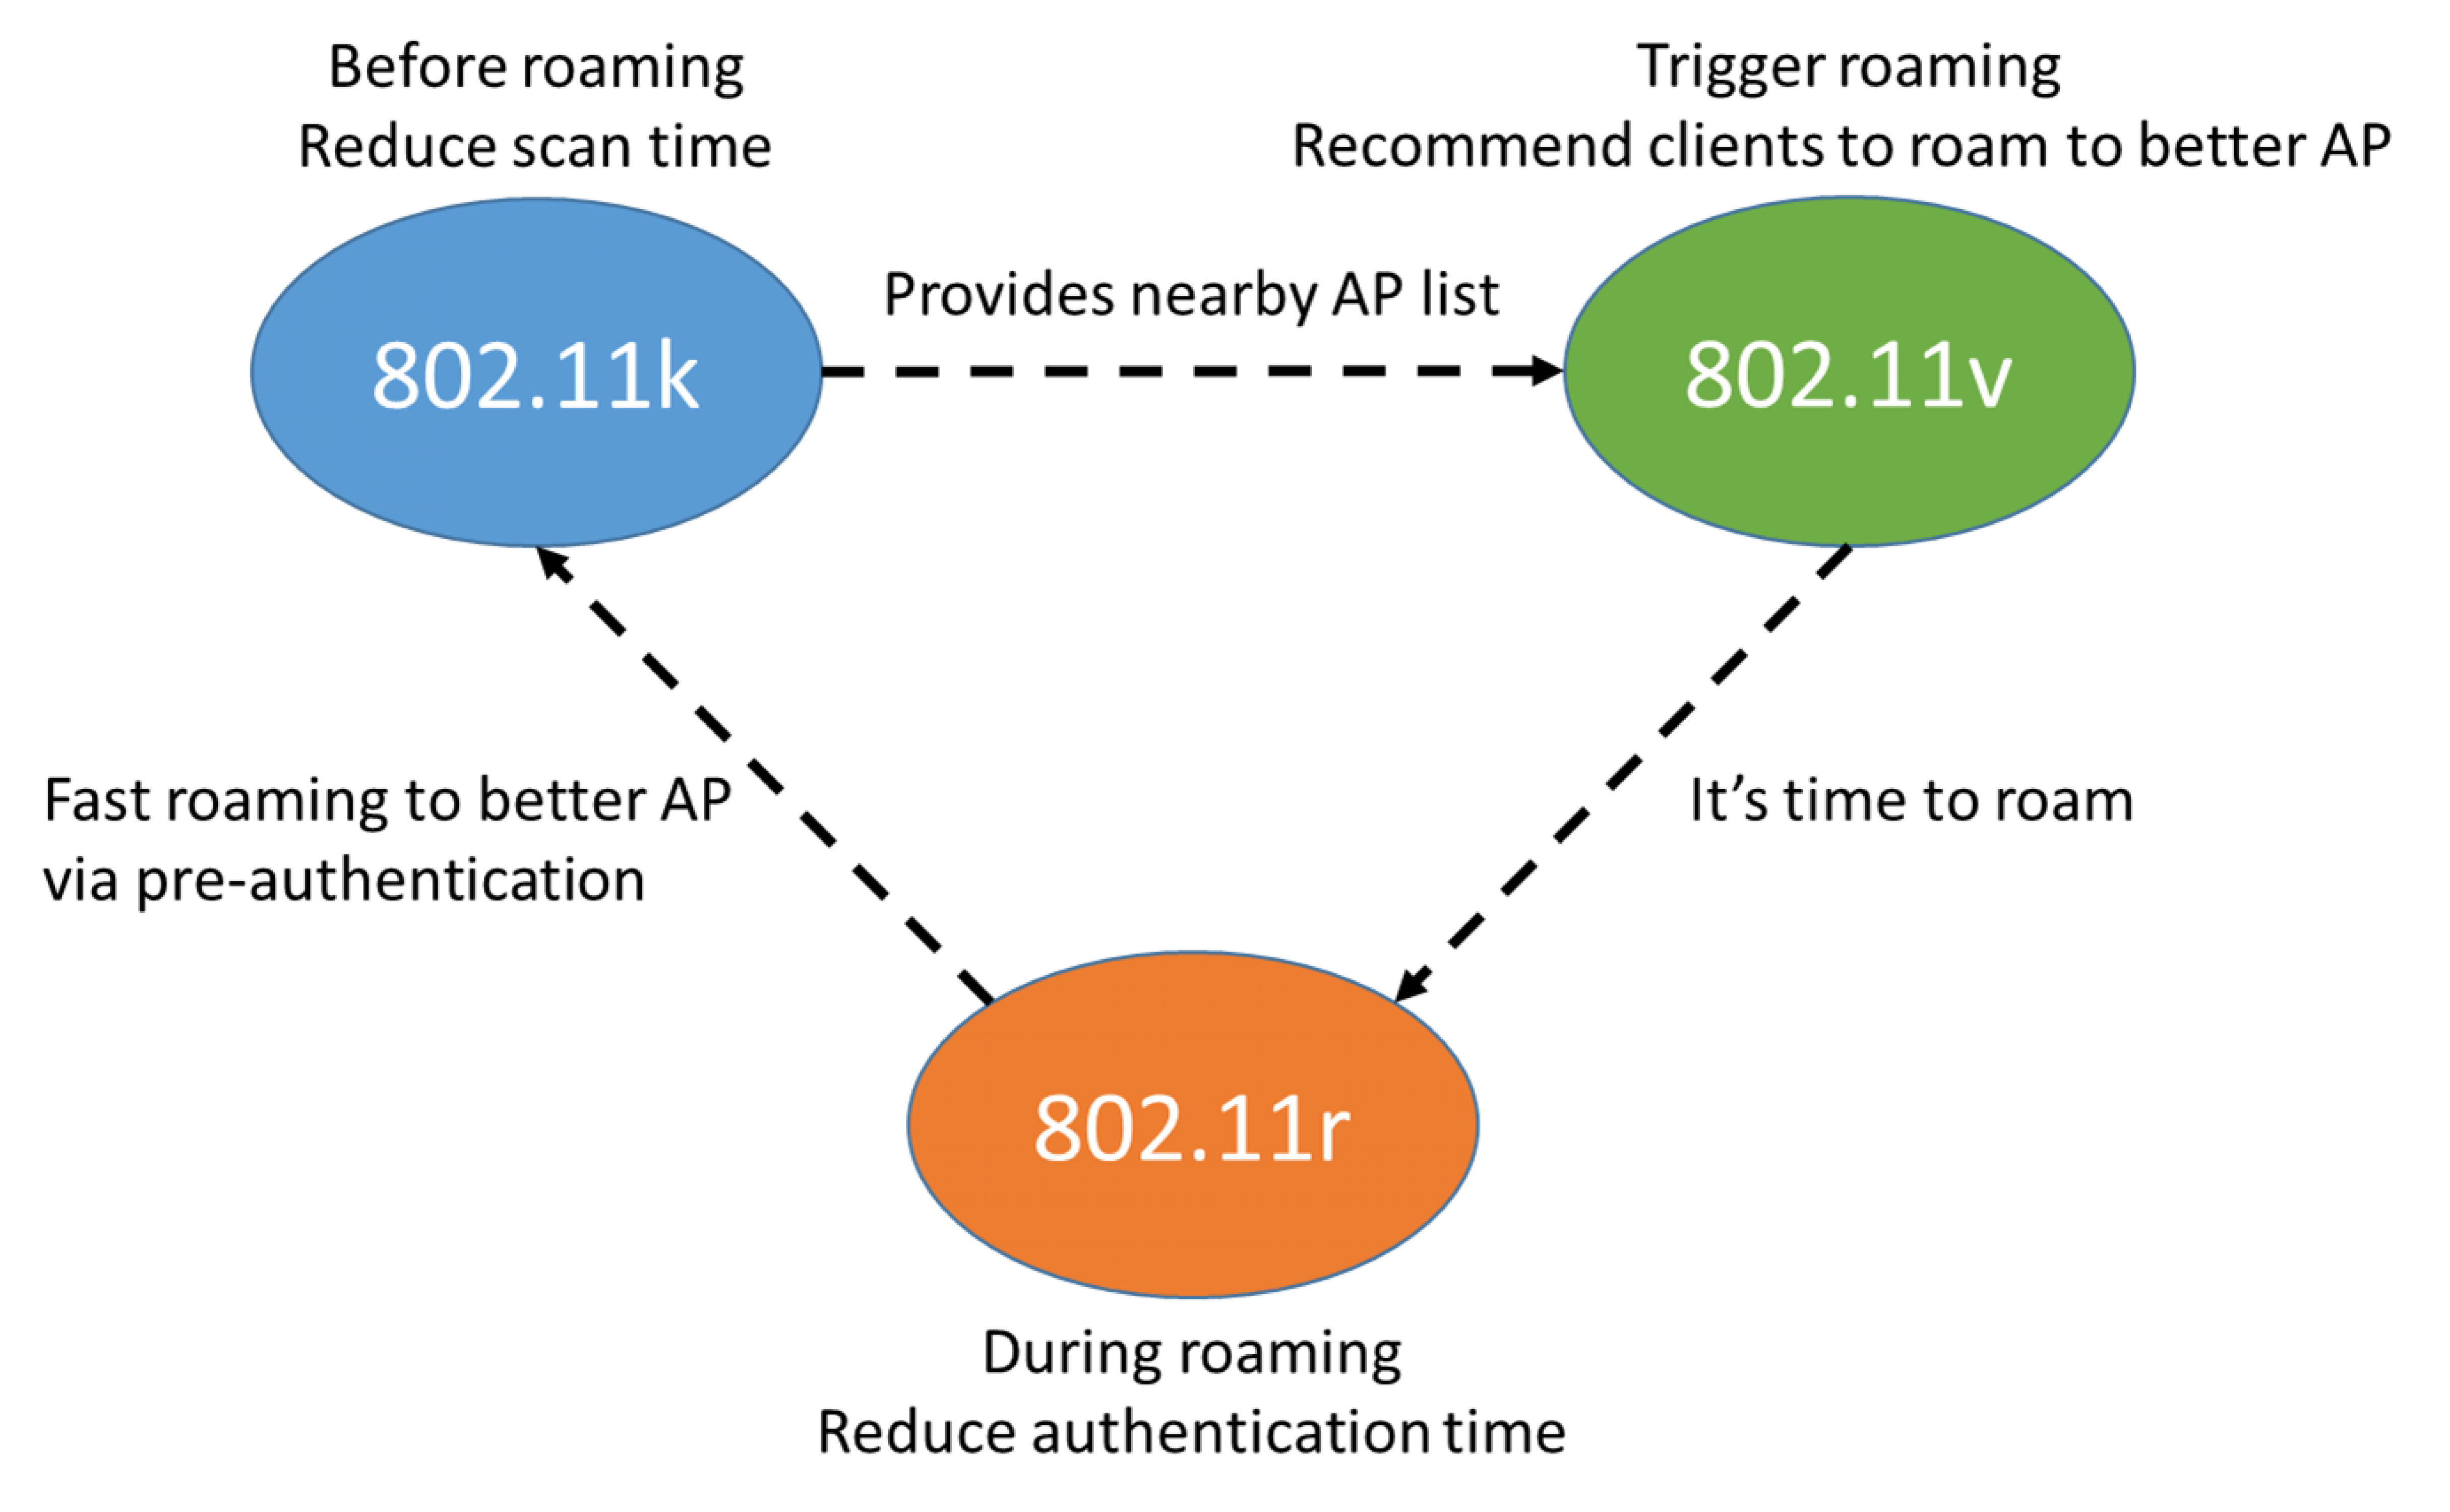 Before roaming
Reduce scan time
Trigger roaming
Recommend clients to roam to better AP
802.11k
Provides nearby AP list
802.11v
Fast roaming to better AP
via pre-authentication
It’s time to roam
802.11r
During roaming
Reduce authentication time